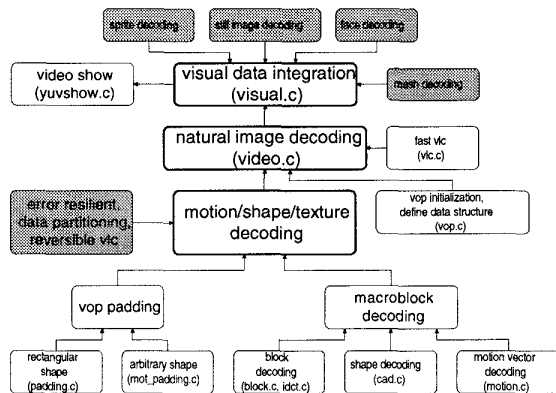 sprite decoding
still image decoding
face decoding
video show
(yuvshow.c)
visual data integration
(visual.c)
mesh decoding
natural image decoding
(video.c)
fast vlc
(vlc.c)
error resilient,
data partitioning,
reversible vlc
motion/shape/texture
decoding
vop initialization,
define data structure
(vop.c)
vop padding
macroblock
decoding
rectangular
shape
(padding.c)
arbitrary shape
(mot_padding.c)
block
decoding
(block.c, idct.c)
shape decoding
(cad.c)
motion vector
decoding
(motion.c)